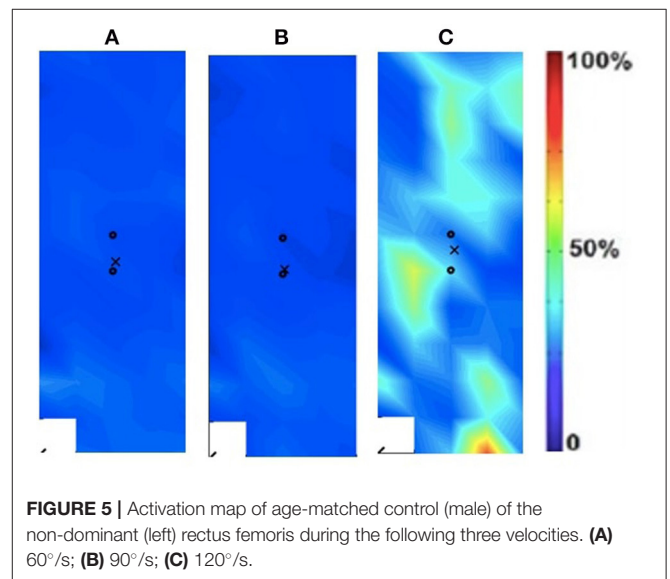 A B C
100%
50%
0
FIGURE 5 | Activation map of age-matched control (male) of the
non-dominant (left) rectus femoris during the following three velocities. (A)
60°/s; (B) 90°/s; (C) 120°/s.